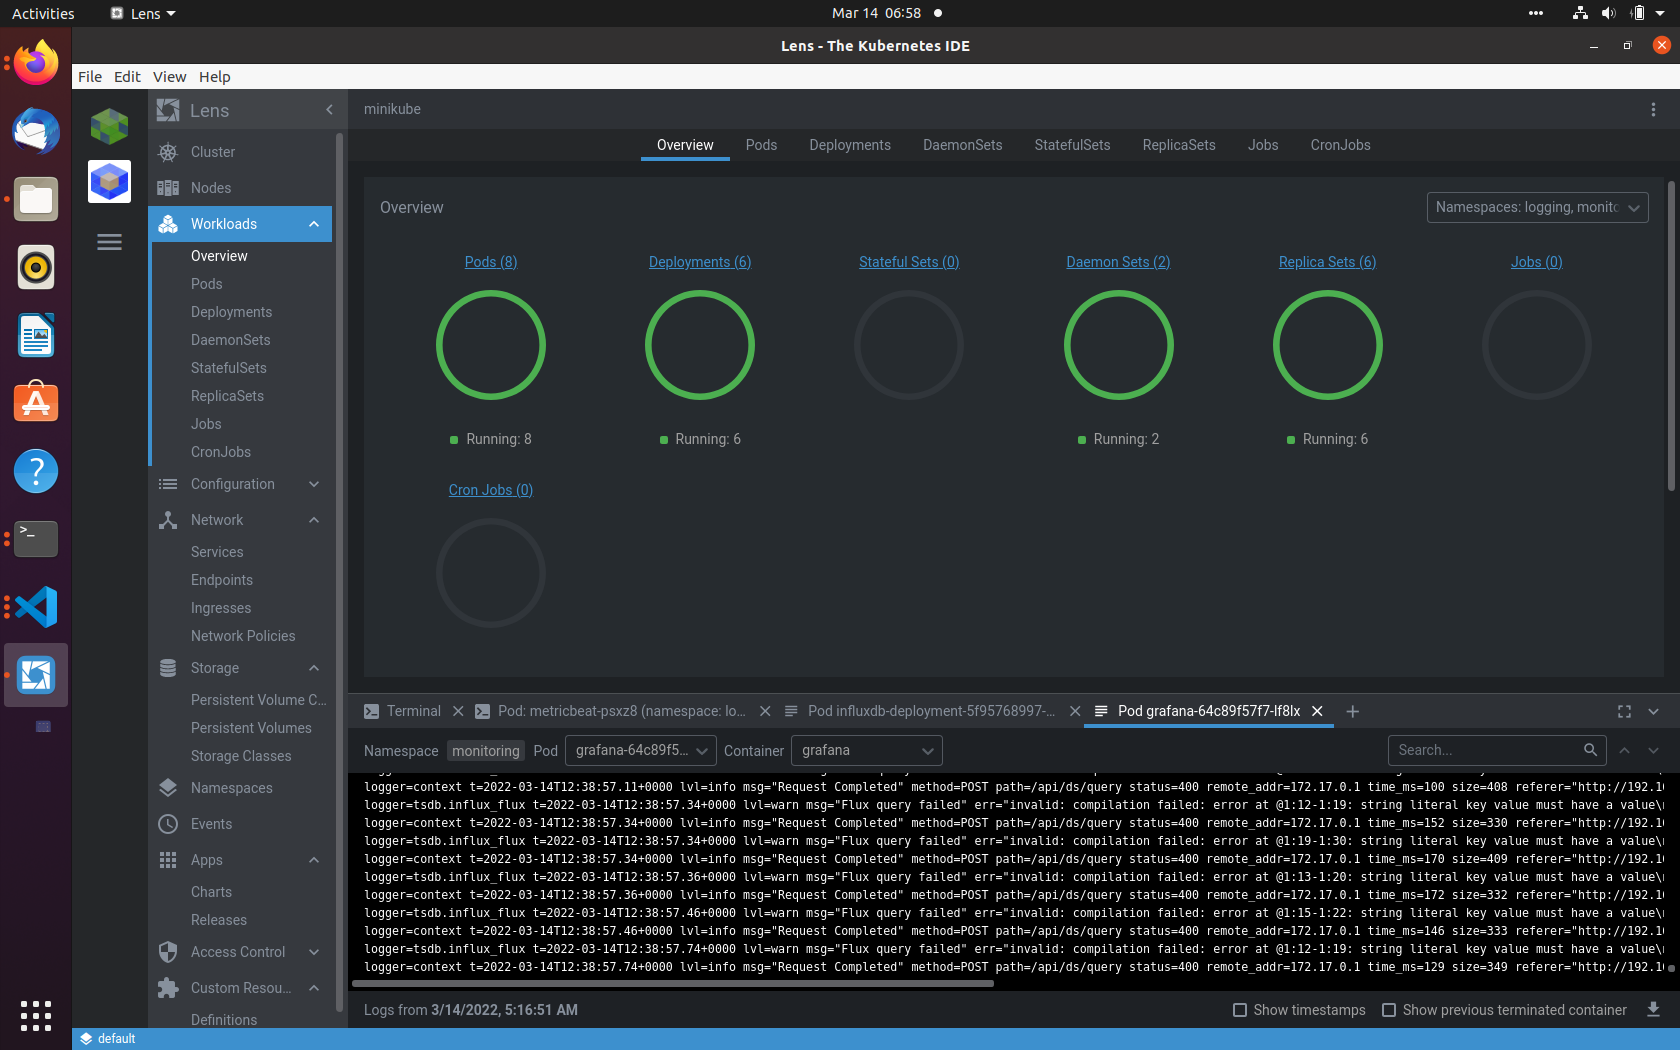 Activities
Lens
Mar 14 06:58
Lens - The Kubernetes IDE
File Edit View Help
Lens
minikube
Cluster
Nodes
Workloads
Overview
Pods
Deployments
DaemonSets
StatefulSets
ReplicaSets
Jobs
CronJobs
Configuration
Network
Services
Endpoints
Ingresses
Network Policies
Storage
Persistent Volume C...
Persistent Volumes
Storage Classes
Namespaces
Events
Apps
Charts
Releases
Access Control
Custom Resou...
Definitions
Overview Pods Deployments DaemonSets StatefulSets ReplicaSets Jobs CronJobs
Overview
Namespaces: logging, monito
Pods (8) Deployments (6) Stateful Sets (0) Daemon Sets (2) Replica Sets (6) Jobs (0)
Running: 8 Running: 6 Running: 2 Running: 6
Cron Jobs (0)
Terminal
Pod: metricbeat-psxz8 (namespace: lo...
Pod influxdb-deployment-5f95768997-...
Pod grafana-64c89f57f7-lf8lx
Namespace monitoring Pod grafana-64c89f5... Container grafana
Search...
logger=context t=2022-03-14T12:38:57.11+0000 lvl=info msg="Request Completed" method=POST path=/api/ds/query status=400 remote_addr=172.17.0.1 time_ms=100 size=408 referer="http://192.16
logger=tsdb.influx_flux t=2022-03-14T12:38:57.34+0000 lvl=warn msg="Flux query failed" err="invalid: compilation failed: error at @1:12-1:19: string literal key value must have a value\
logger=context t=2022-03-14T12:38:57.34+0000 lvl=info msg="Request Completed" method=POST path=/api/ds/query status=400 remote_addr=172.17.0.1 time_ms=152 size=330 referer="http://192.16
logger=tsdb.influx_flux t=2022-03-14T12:38:57.34+0000 lvl=warn msg="Flux query failed" err="invalid: compilation failed: error at @1:19-1:30: string literal key value must have a value\
logger=context t=2022-03-14T12:38:57.34+0000 lvl=info msg="Request Completed" method=POST path=/api/ds/query status=400 remote_addr=172.17.0.1 time_ms=170 size=409 referer="http://192.16
logger=tsdb.influx_flux t=2022-03-14T12:38:57.36+0000 lvl=warn msg="Flux query failed" err="invalid: compilation failed: error at @1:13-1:20: string literal key value must have a value\
logger=context t=2022-03-14T12:38:57.36+0000 lvl=info msg="Request Completed" method=POST path=/api/ds/query status=400 remote_addr=172.17.0.1 time_ms=172 size=332 referer="http://192.16
logger=tsdb.influx_flux t=2022-03-14T12:38:57.46+0000 lvl=warn msg="Flux query failed" err="invalid: compilation failed: error at @1:15-1:22: string literal key value must have a value\
logger=context t=2022-03-14T12:38:57.46+0000 lvl=info msg="Request Completed" method=POST path=/api/ds/query status=400 remote_addr=172.17.0.1 time_ms=146 size=333 referer="http://192.16
logger=tsdb.influx_flux t=2022-03-14T12:38:57.74+0000 lvl=warn msg="Flux query failed" err="invalid: compilation failed: error at @1:12-1:19: string literal key value must have a value\
logger=context t=2022-03-14T12:38:57.74+0000 lvl=info msg="Request Completed" method=POST path=/api/ds/query status=400 remote_addr=172.17.0.1 time_ms=129 size=349 referer="http://192.16
Logs from 3/14/2022, 5:16:51 AM
Show timestamps
Show previous terminated container
default